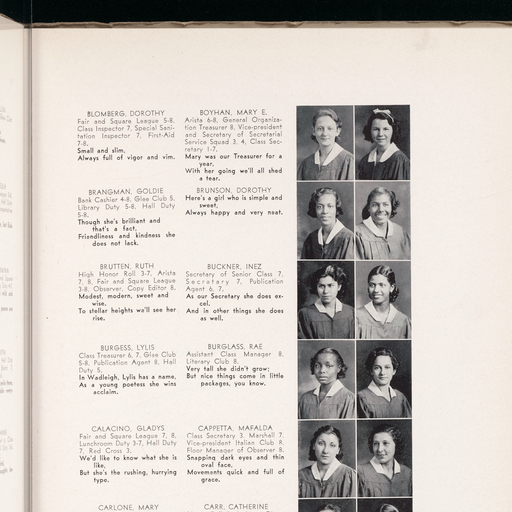 BLOMBERG, DOROTHY
Fair and Square League 5-8,
Class Inspector 7, Special Sani-
tation Inspector 7, First-Aid
7-8.
Small and slim,
Always full of vigor and vim.
BOYHAN, MARY E.
Arista 6-8, General Organiza-
tion Treasurer 8, Vice-president
and Secretary of Secretarial
Service Squad 3, 4, Class Sec-
retary 1-7.
Mary was our Treasurer for a
year,
With her going we'll all shed
a tear.
BRANGMAN, GOLDIE
Bank Cashier 4-8, Glee Club 5,
Library Duty 5-8, Hall Duty
5-8.
Though she's brilliant and
that's a fact,
Friendliness and kindness she
does not lack.
BRUNSON, DOROTHY
Here's a girl who is simple and
sweet,
Always happy and very neat.
BRUTTEN, RUTH
High Honor Roll 3-7, Arista
7, 8, Fair and Square League
3-8, Observer, Copy Editor 8.
Modest, modern, sweet and
wise,
To stellar heights we'll see her
rise.
BUCKNER, INEZ
Secretary of Senior Class 7,
Secretary 7, Publication
Agent 6, 7.
As our Secretary she does ex-
cel,
And in other things she does
as well.
BURGESS, LYLIS
Class Treasurer 6, 7, Glee Club
5-8, Publication Agent 8, Hall
Duty 5.
In Wadleigh, Lylis has a name,
As a young poetess she wins
acclaim.
BURGLASS, RAE
Assistant Class Manager 8,
Literary Club 8.
Very tall she didn't grow;
But nice things come in little
packages, you know.
CALACINO, GLADYS
Fair and Square League 7, 8,
Lunchroom Duty 3-7, Hall Duty
7, Red Cross 3.
We'd like to know what she is
like,
But she's the rushing, hurrying
type.
CAPPETTA, MAFALDA
Class Secretary 3, Marshall 7,
Vice-president Italian Club 8,
Floor Manager of Observer 8.
Snapping dark eyes and thin
oval face,
Movements quick and full of
grace.
CARLONE, MARY
CARR, CATHERINE